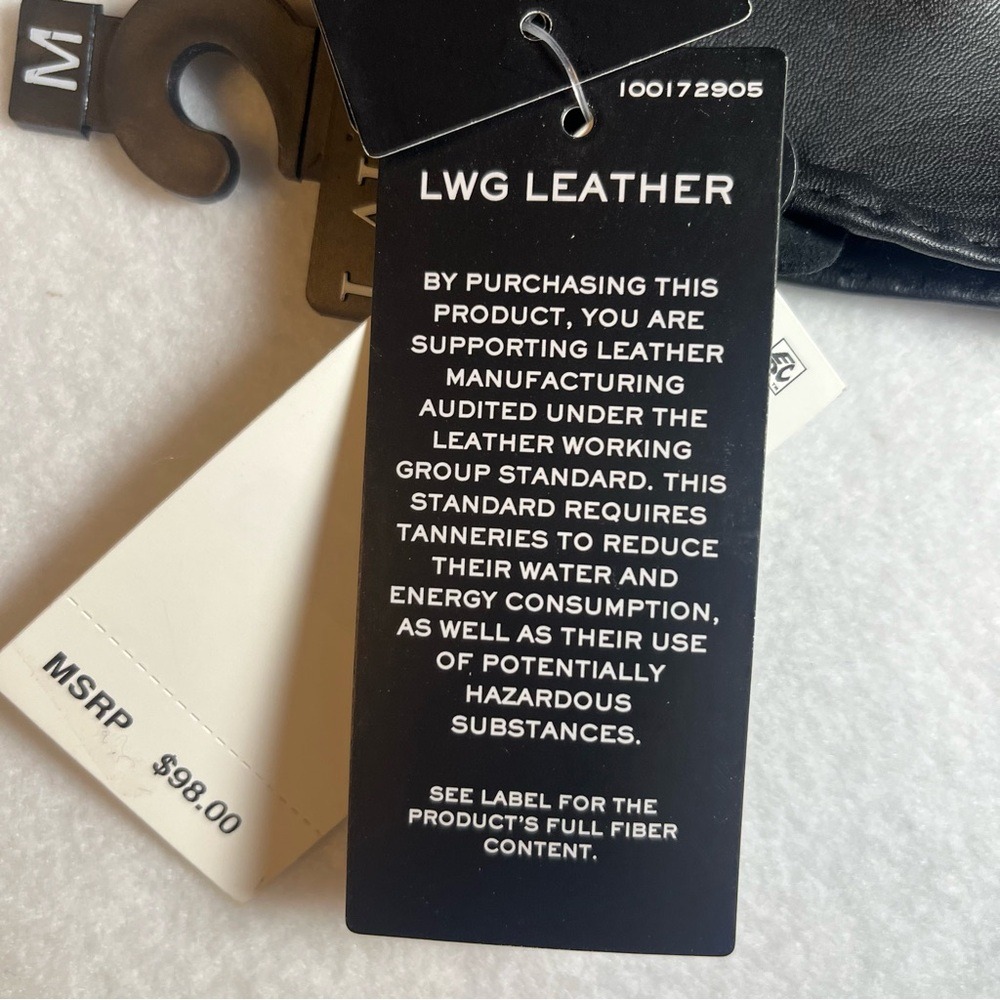 M
100172905
LWG LEATHER
BY PURCHASING THIS
PRODUCT, YOU ARE
SUPPORTING LEATHER
MANUFACTURING
AUDITED UNDER THE
LEATHER WORKING
GROUP STANDARD. THIS
STANDARD REQUIRES
TANNERIES TO REDUCE
THEIR WATER AND
ENERGY CONSUMPTION,
AS WELL AS THEIR USE
OF POTENTIALLY
HAZARDOUS
SUBSTANCES.
SEE LABEL FOR THE
PRODUCT'S FULL FIBER
CONTENT.
MSRP $98.00